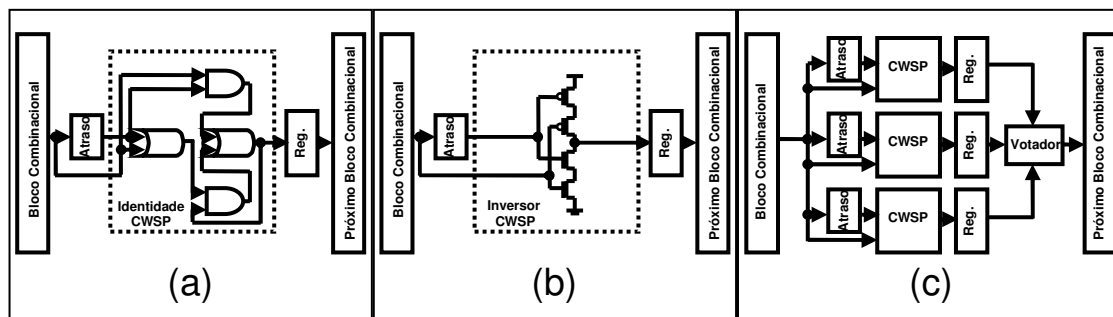 Bloco Combinacional
Atraso
Identidade
CWSP
Reg.
Próximo Bloco Combinacional
(a)
Bloco Combinacional
Atraso
Inversor
CWSP
Reg.
Próximo Bloco Combinacional
(b)
Bloco Combinacional
Atraso
CWSP
Reg.
Atraso
CWSP
Reg.
Atraso
CWSP
Reg.
Votador
Próximo Bloco Combinacional
(c)